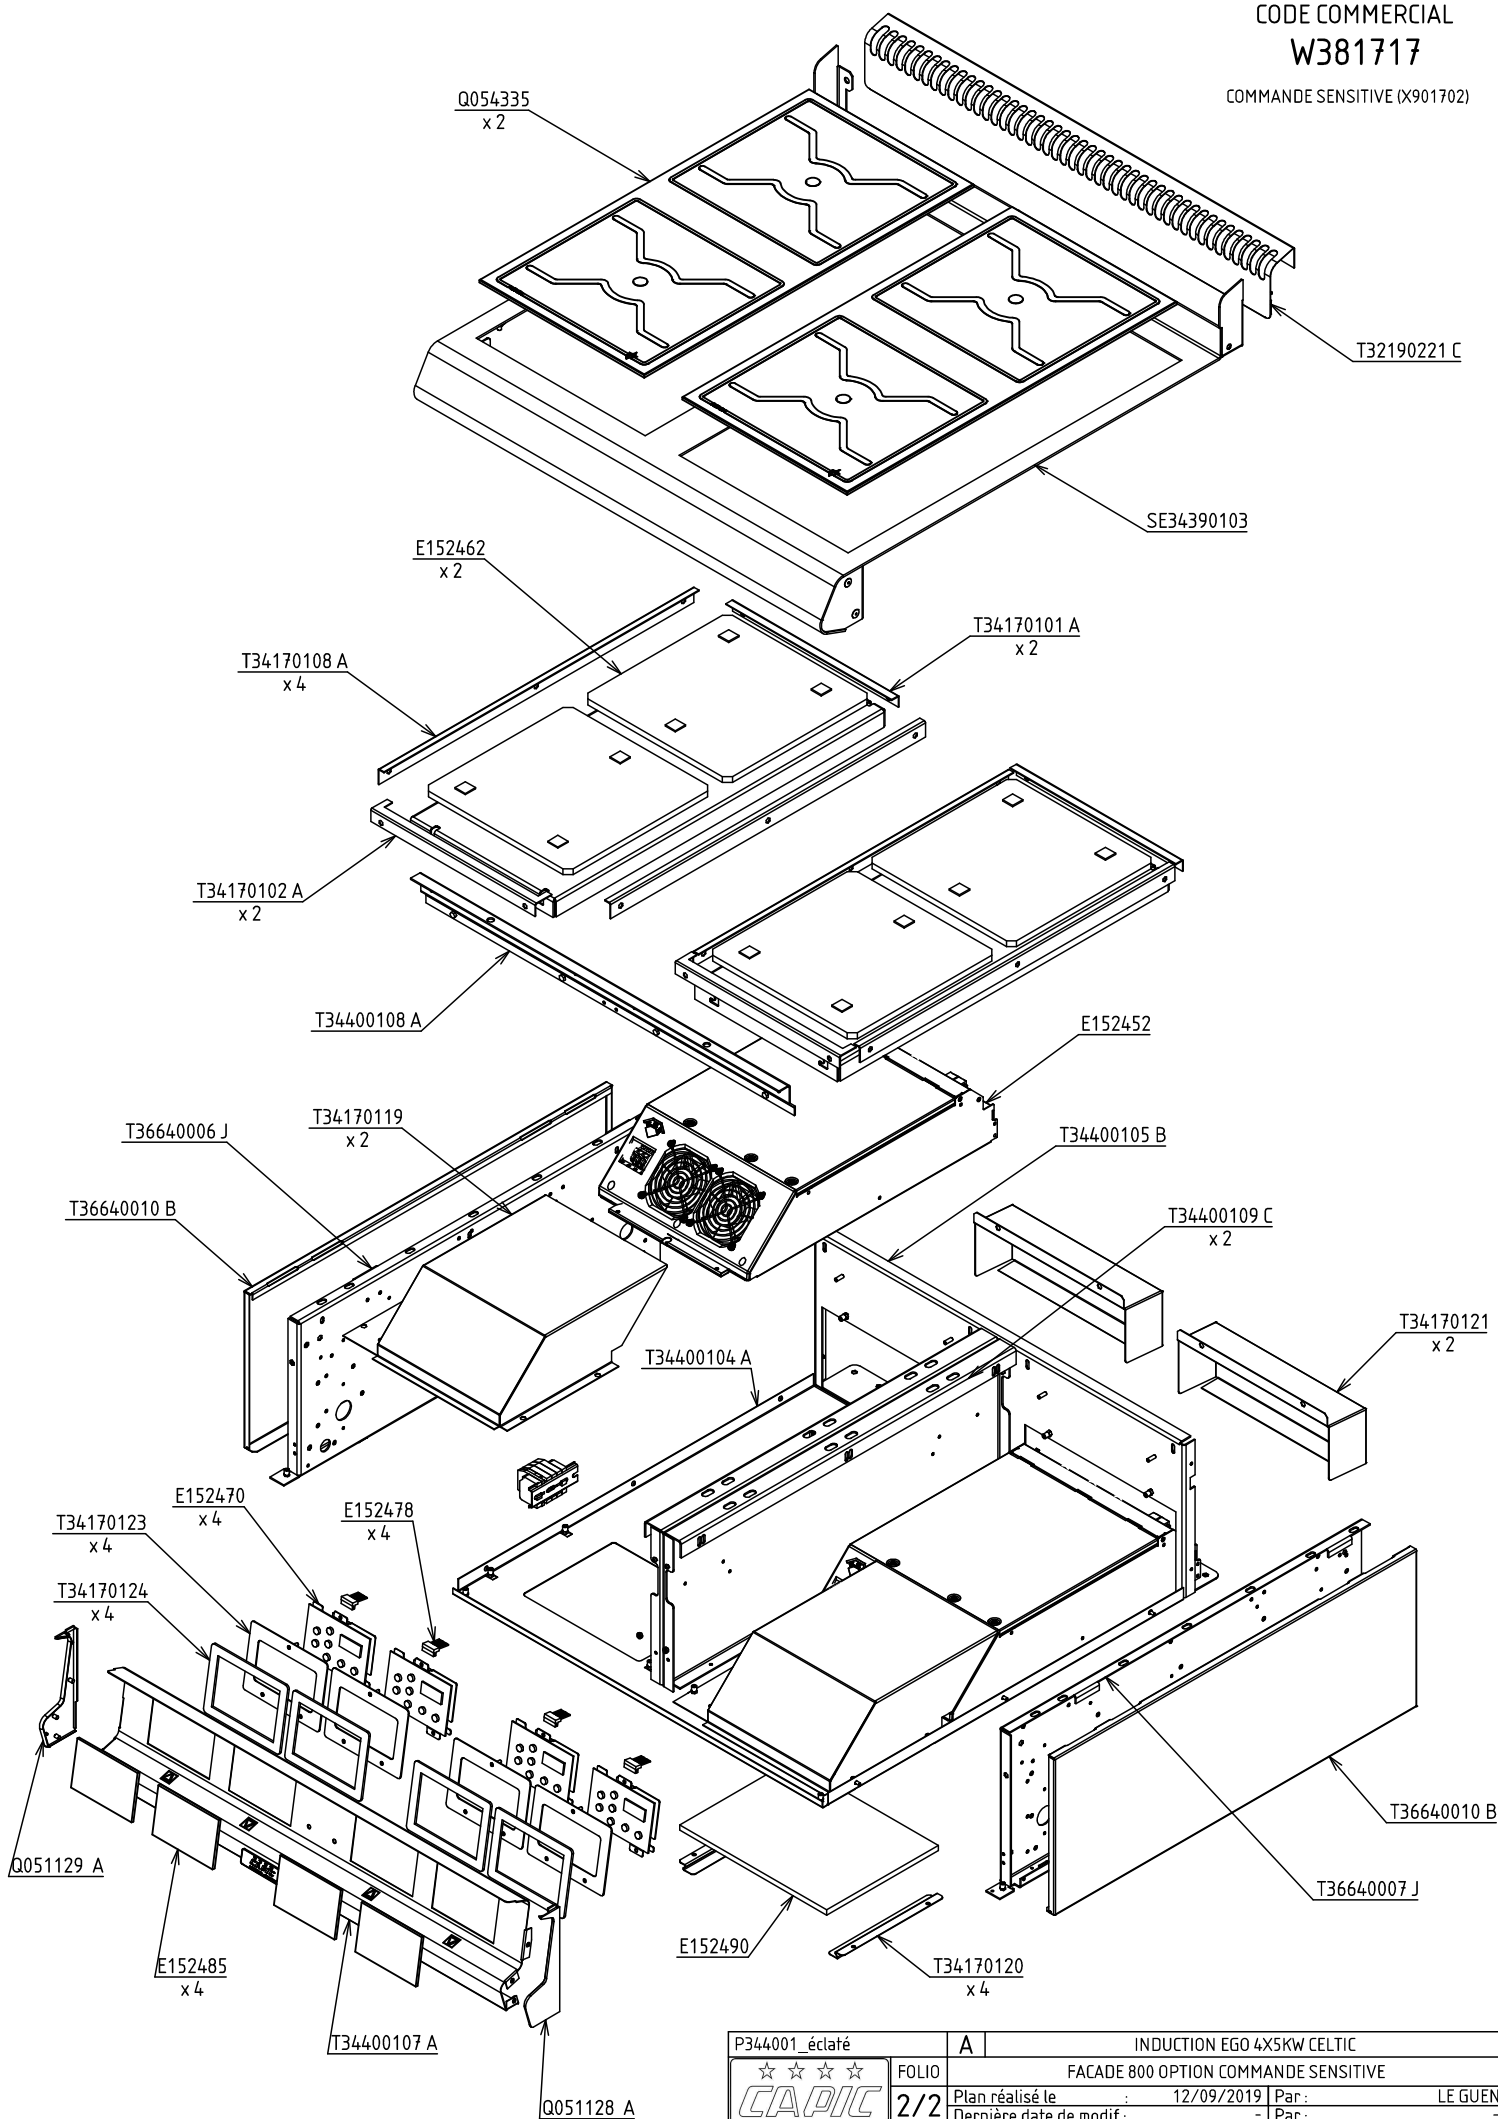 CODE COMMERCIAL
W381717
COMMANDE SENSITIVE (X901702)
Q054335
x 2
T32190221 C
SE34390103
E152462
x 2
T34170101 A
x 2
T34170108 A
x 4
T34170102 A
x 2
T34400108 A
E152452
T34170119
x 2
T36640006 J
T34400105 B
T36640010 B
T34400109 C
x 2
T34170121
x 2
T34400104 A
E152470
x 4
E152478
x 4
T34170123
x 4
T34170124
x 4
T36640010 B
Q051129 A
T36640007 J
E152490
E152485
x 4
T34170120
x 4
T34400107 A
Q051128 A
P344001_éclaté
A
INDUCTION EGO 4X5KW CELTIC
CAPIC
FOLIO
2/2
FACADE 800 OPTION COMMANDE SENSITIVE
Plan réalisé le : 12/09/2019 Par : LE GUEN
Dernière date de modif : - Par : -